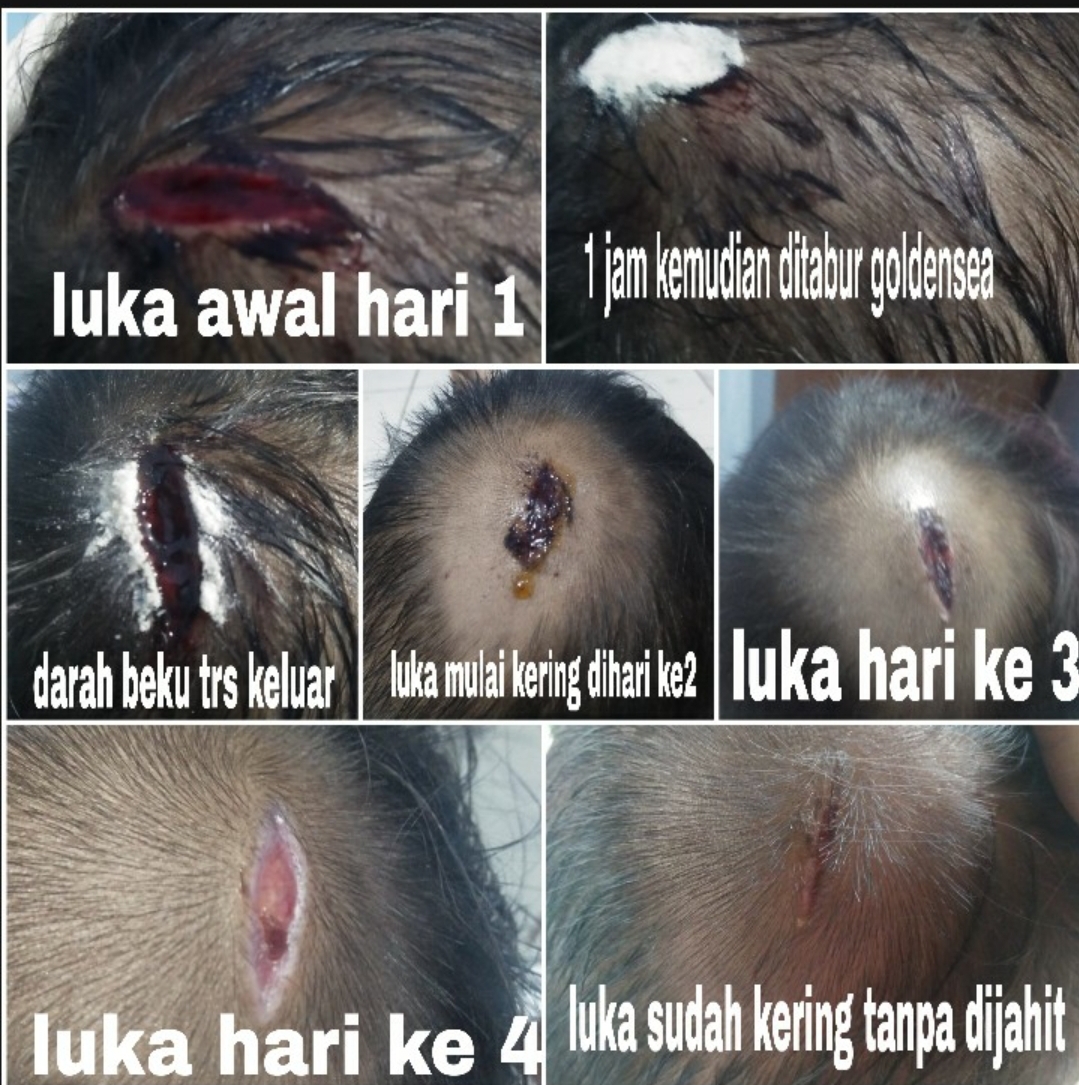 luka awal hari 1
1 jam kemudian ditabur goldensea
darah beku trs keluar
luka mulai kering dihari ke2
luka hari ke 3
luka hari ke 4
luka sudah kering tanpa dijahit